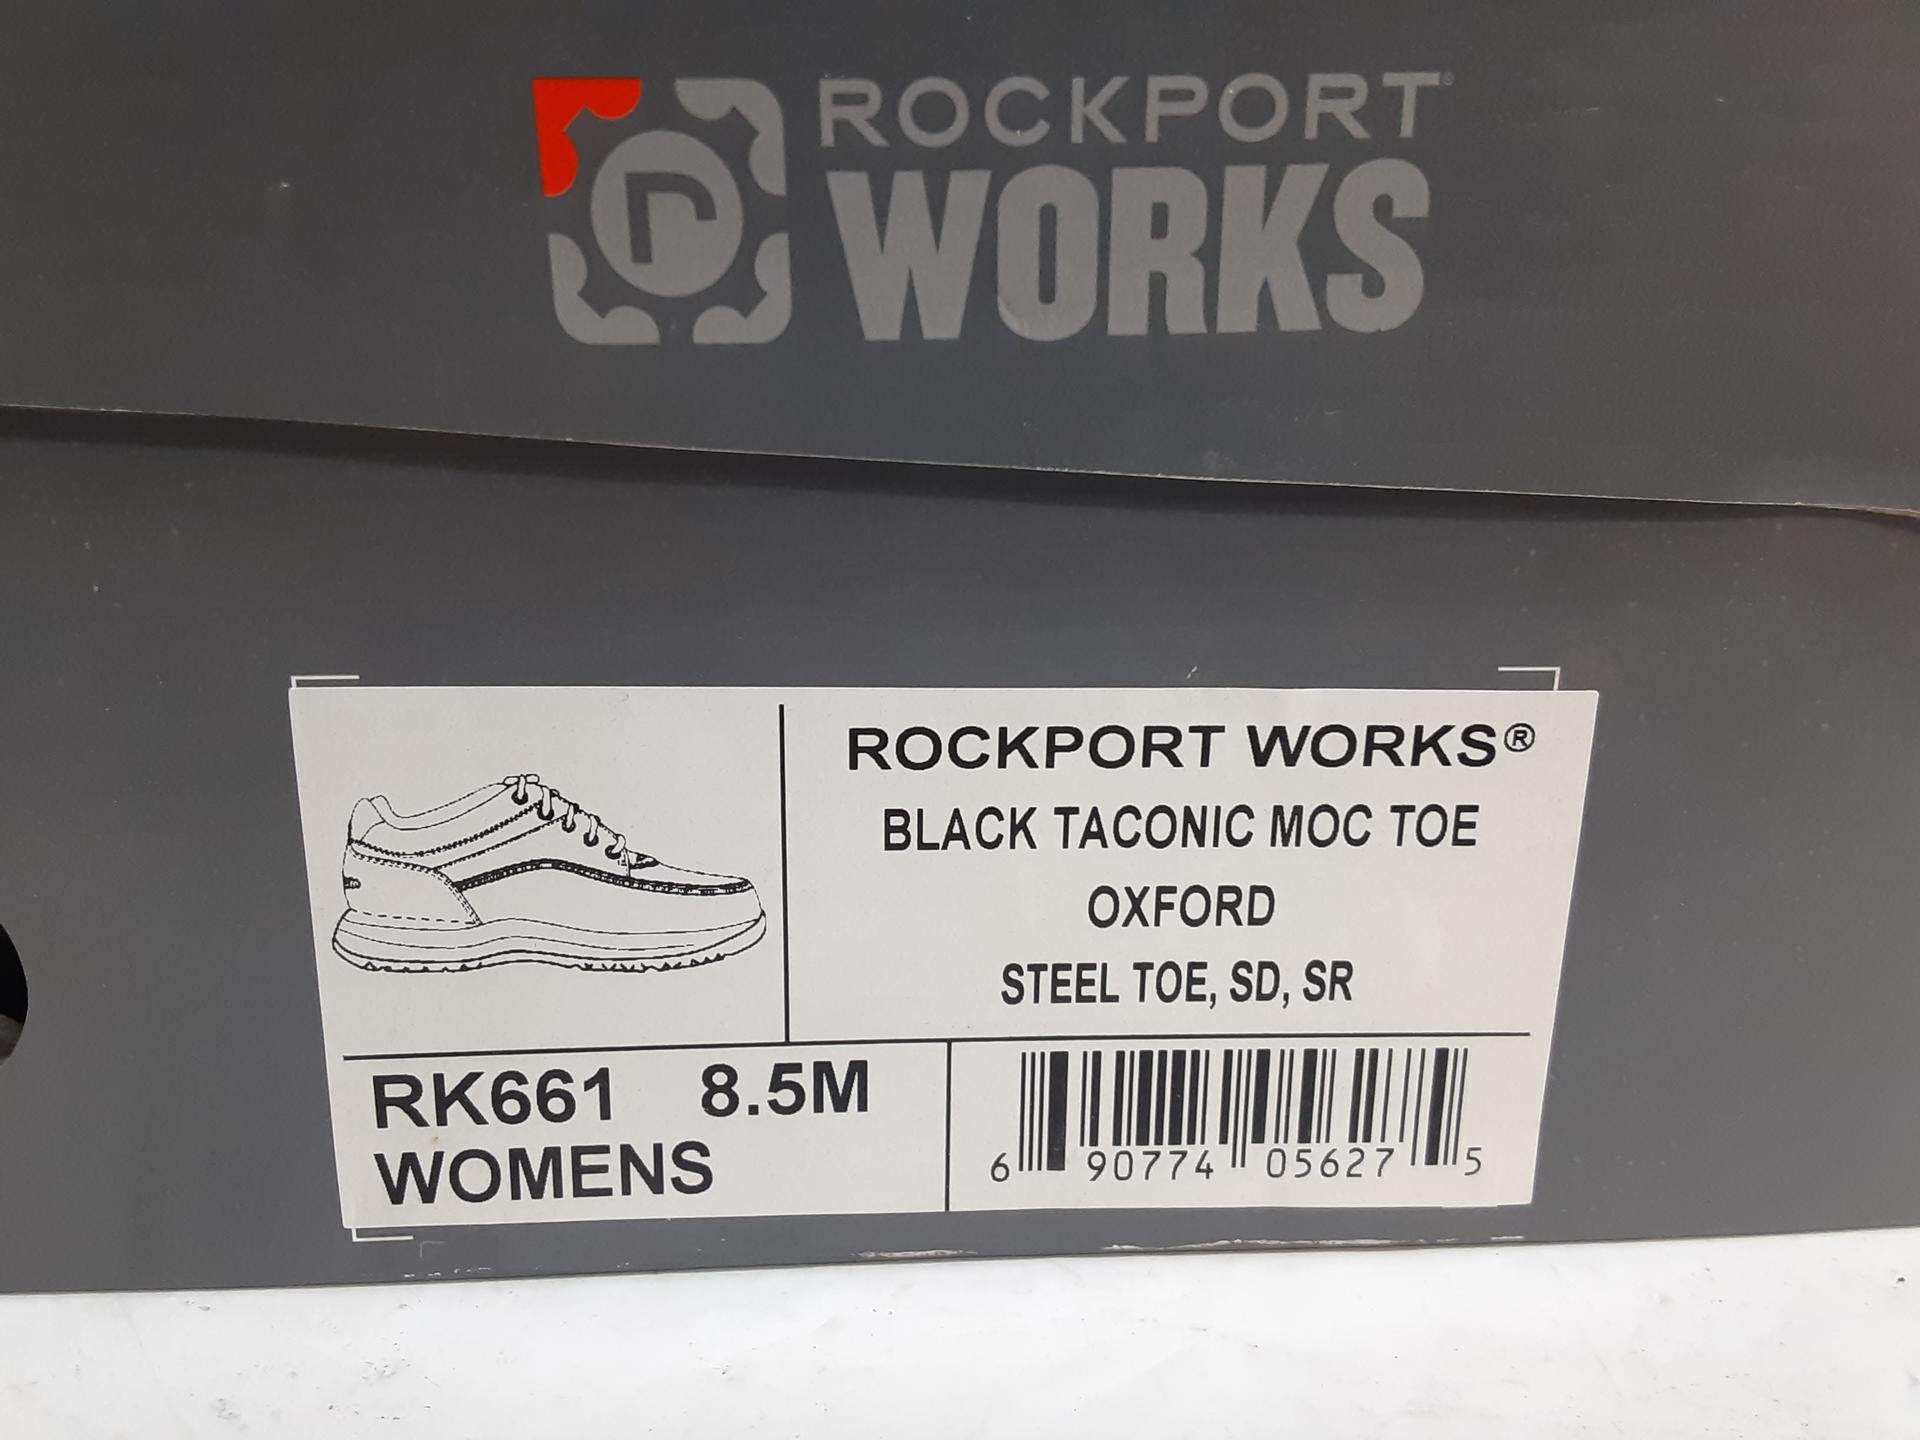 ROCKPORT®
WORKS
ROCKPORT WORKS®
BLACK TACONIC MOC TOE
OXFORD
STEEL TOE, SD, SR
RK661 8.5M
WOMENS
6 90774 05627 5